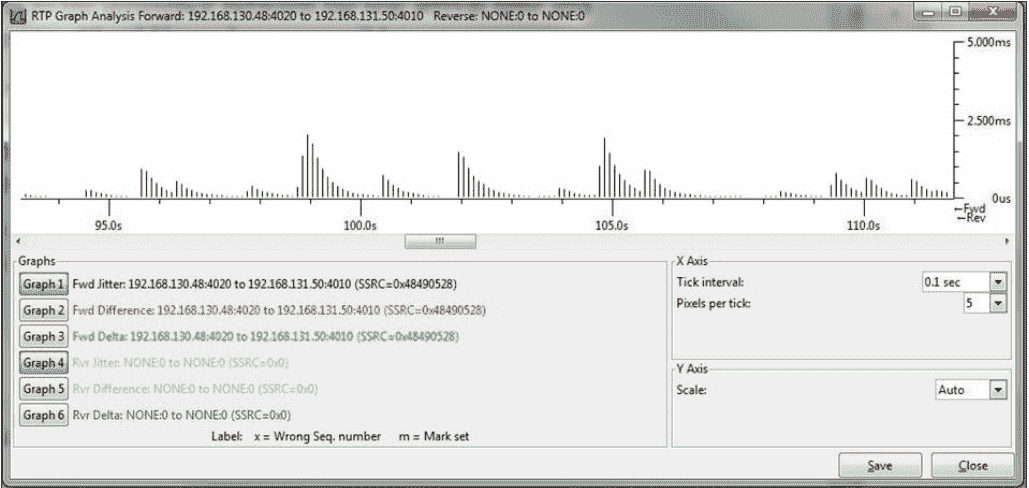 RTP Graph Analysis Forward: 192.168.130.48:4020 to 192.168.131.50:4010 Reverse: NONE:0 to NONE:0
5.000ms
2.500ms
0us
←Fwd
←Rev
95.0s 100.0s 105.0s 110.0s
Graphs
Graph 1 Fwd Jitter: 192.168.130.48:4020 to 192.168.131.50:4010 (SSRC=0x48490528)
Graph 2 Fwd Difference: 192.168.130.48:4020 to 192.168.131.50:4010 (SSRC=0x48490528)
Graph 3 Fwd Delta: 192.168.130.48:4020 to 192.168.131.50:4010 (SSRC=0x48490528)
Graph 4 Rvr Jitter: NONE:0 to NONE:0 (SSRC=0x0)
Graph 5 Rvr Difference: NONE:0 to NONE:0 (SSRC=0x0)
Graph 6 Rvr Delta: NONE:0 to NONE:0 (SSRC=0x0)
Label: x = Wrong Seq. number m = Mark set
X Axis
Tick interval: 0.1 sec
Pixels per tick: 5
Y Axis
Scale: Auto
Save Close